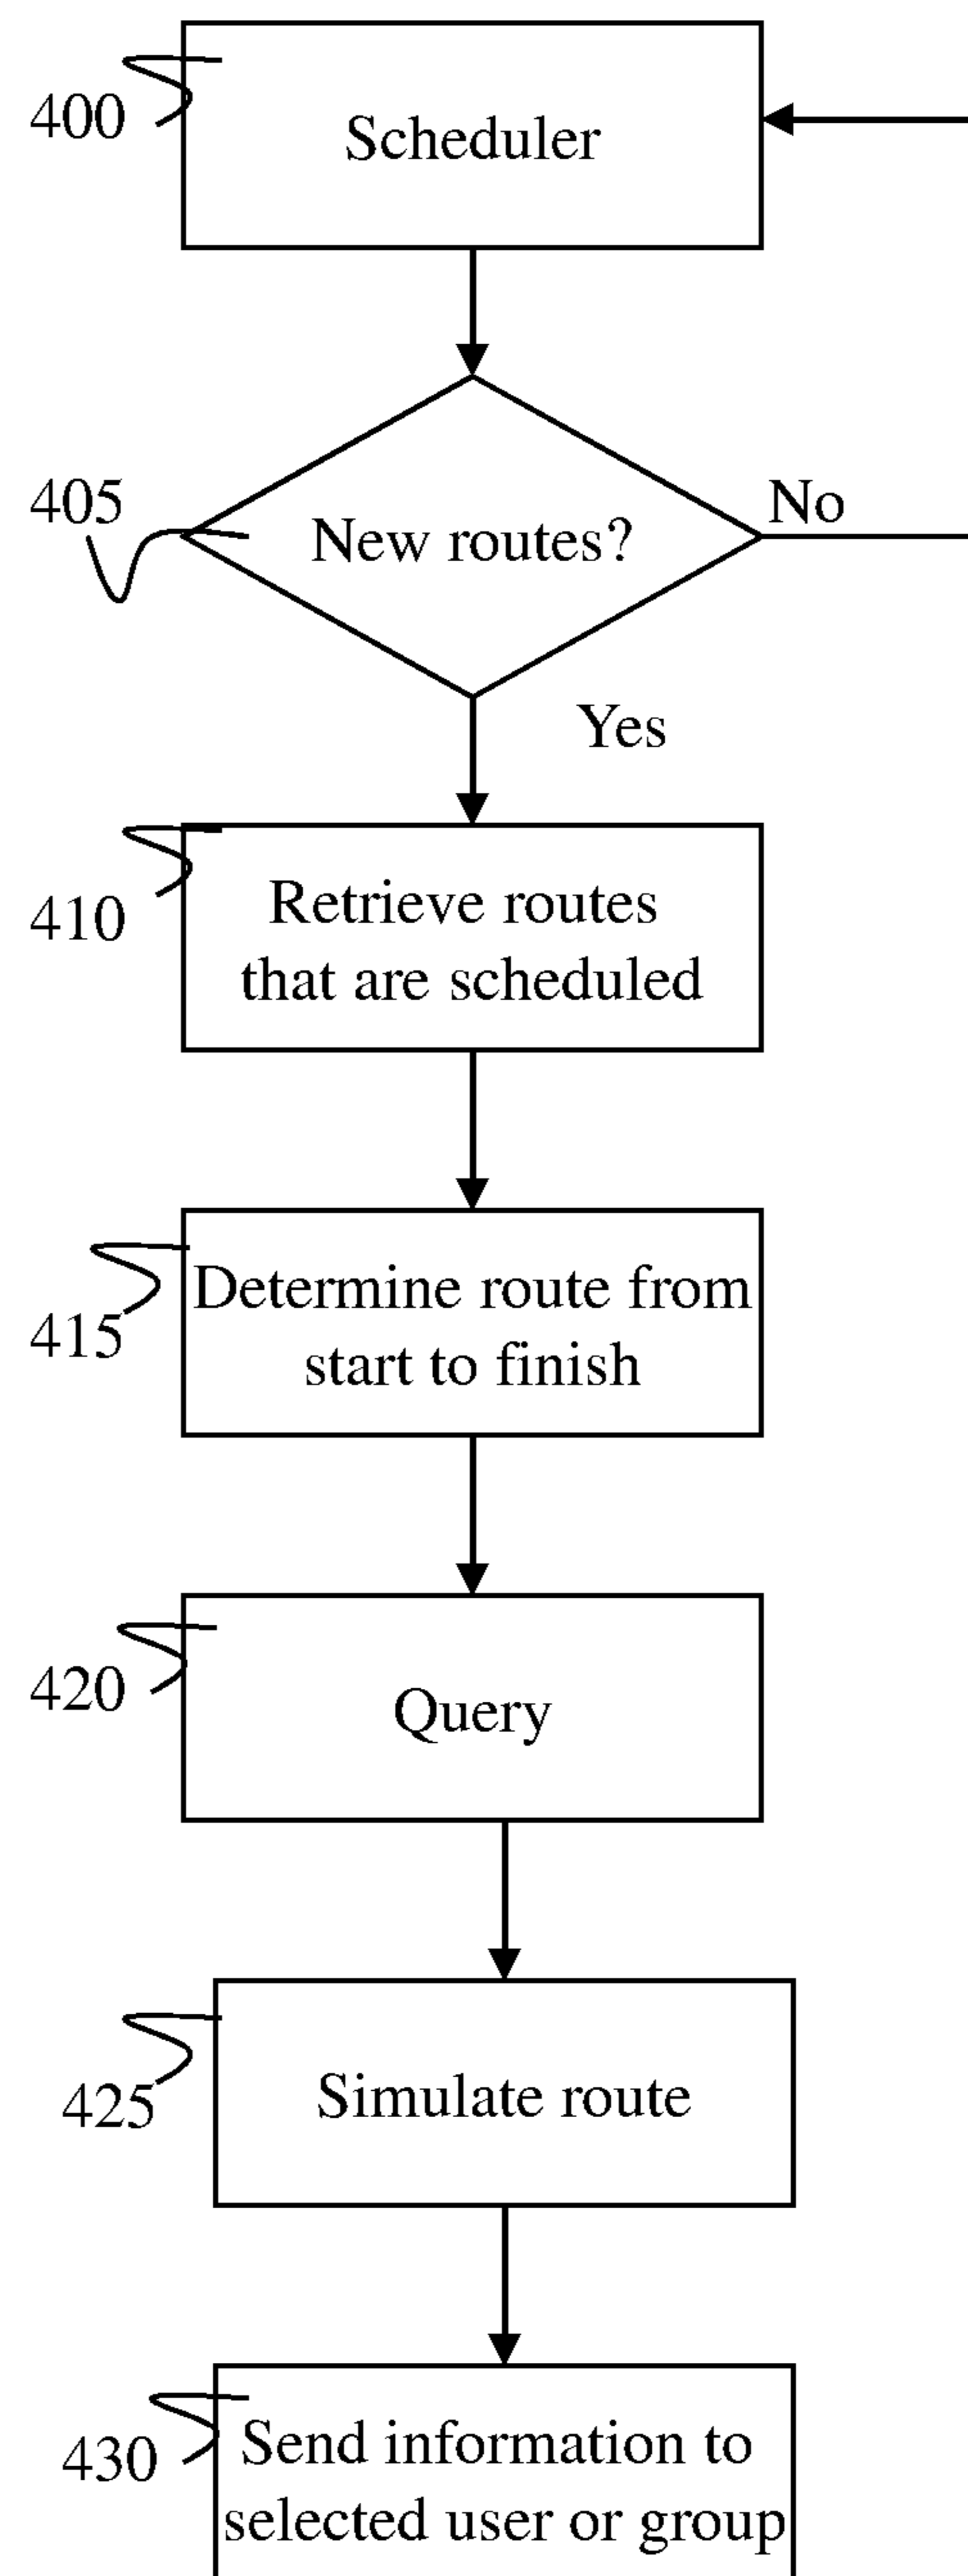 400
Scheduler
405
New routes?
No
Yes
410
Retrieve routes
that are scheduled
415
Determine route from
start to finish
420
Query
425
Simulate route
430
Send information to
selected user or group